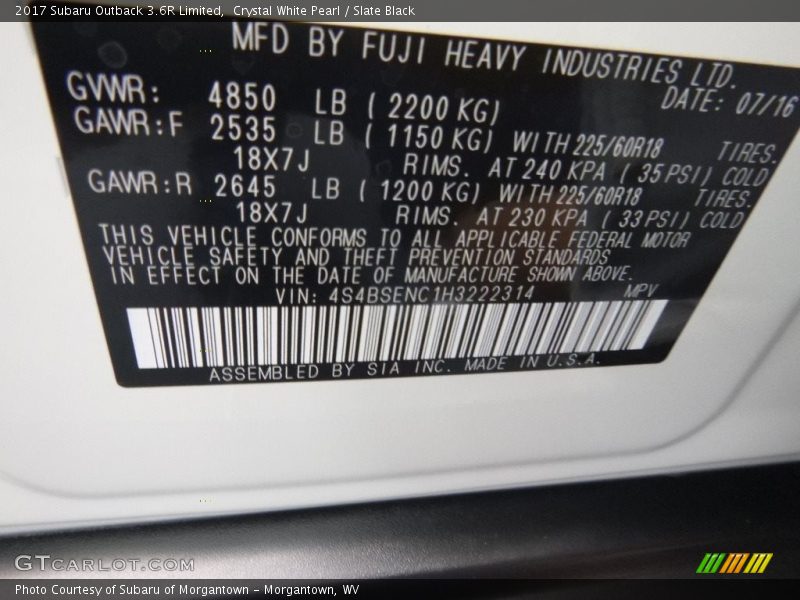 2017 Subaru Outback 3.6R Limited,  Crystal White Pearl / Slate Black
MFD BY FUJI HEAVY INDUSTRIES LTD.
DATE: 07/16
GVWR: 4850 LB ( 2200 KG)
GAWR:F 2535 LB ( 1150 KG) WITH 225/60R18 TIRES.
18X7J RIMS. AT 240 KPA ( 35 PSI) COLD
GAWR:R 2645 LB ( 1200 KG) WITH 225/60R18 TIRES.
18X7J RIMS. AT 230 KPA ( 33 PSI) COLD
THIS VEHICLE CONFORMS TO ALL APPLICABLE FEDERAL MOTOR
VEHICLE SAFETY AND THEFT PREVENTION STANDARDS
IN EFFECT ON THE DATE OF MANUFACTURE SHOWN ABOVE.
VIN: 4S4BSENC1H3222314 MPV
ASSEMBLED BY SIA INC. MADE IN U.S.A.
GTCARLOT.COM
Photo Courtesy of Subaru of Morgantown - Morgantown, WV